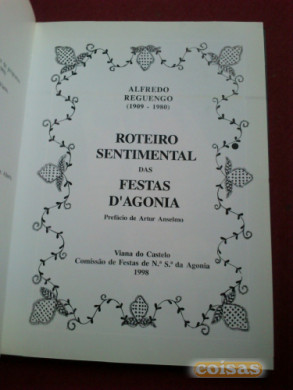 ALFREDO
REGUENGO
(1909 - 1980)
ROTEIRO
SENTIMENTAL
DAS
FESTAS
D'AGONIA
Prefácio de Artur Anselmo
Viana do Castelo
Comissão de Festas de N.ª S.ª da Agonia
1998
coisas